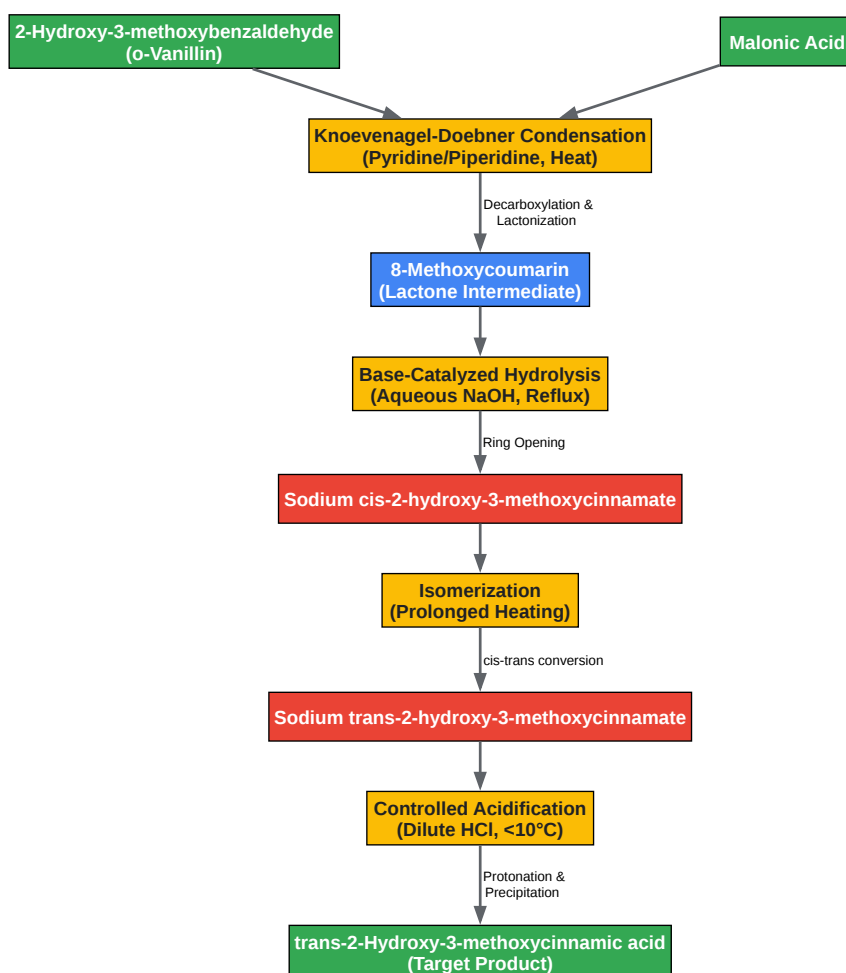 2-Hydroxy-3-methoxybenzaldehyde
(o-Vanillin)
Malonic Acid
Knoevenagel-Doebner Condensation
(Pyridine/Piperidine, Heat)
Decarboxylation &
Lactonization
8-Methoxycoumarin
(Lactone Intermediate)
Base-Catalyzed Hydrolysis
(Aqueous NaOH, Reflux)
Ring Opening
Sodium cis-2-hydroxy-3-methoxycinnamate
Isomerization
(Prolonged Heating)
cis-trans conversion
Sodium trans-2-hydroxy-3-methoxycinnamate
Controlled Acidification
(Dilute HCl, <10°C)
Protonation &
Precipitation
trans-2-Hydroxy-3-methoxycinnamic acid
(Target Product)